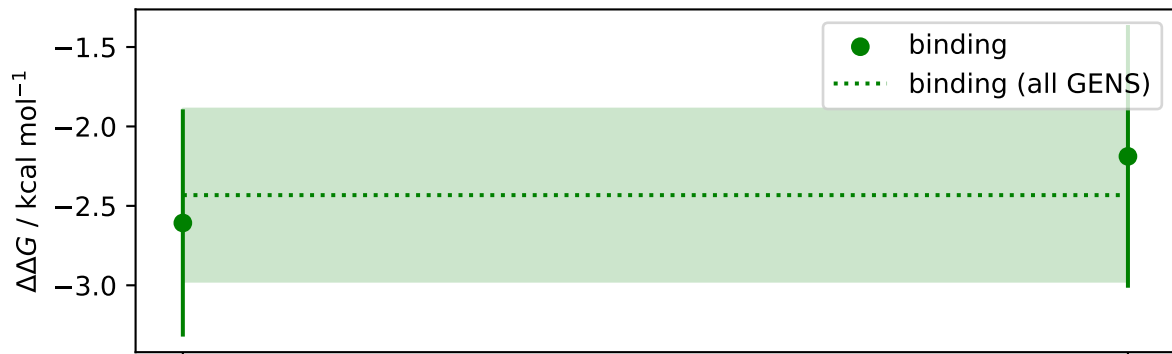 −1.5
−2.0
−2.5
−3.0
ΔΔG / kcal mol⁻¹
binding
binding (all GENS)